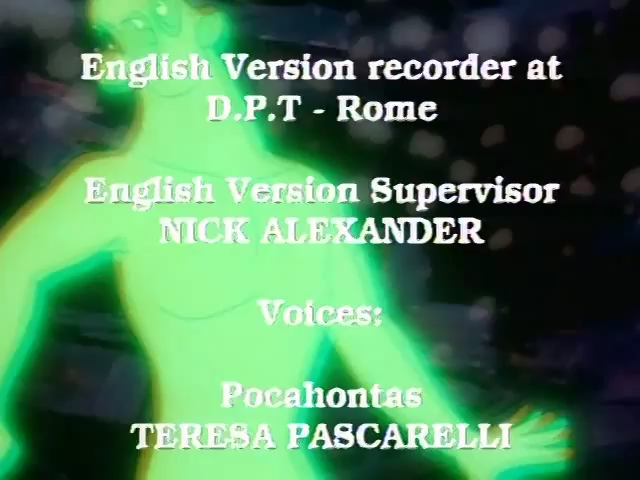 English Version recorder at
D.P.T - Rome
English Version Supervisor
NICK ALEXANDER
Voices:
Pocahontas
TERESA PASCARELLI